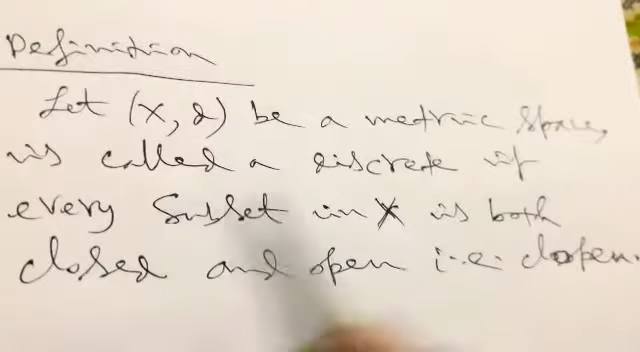 Definition
Let (X, d) be a metric space,
is called a discrete if
every subset in X is both
closed and open i.e. clopen.